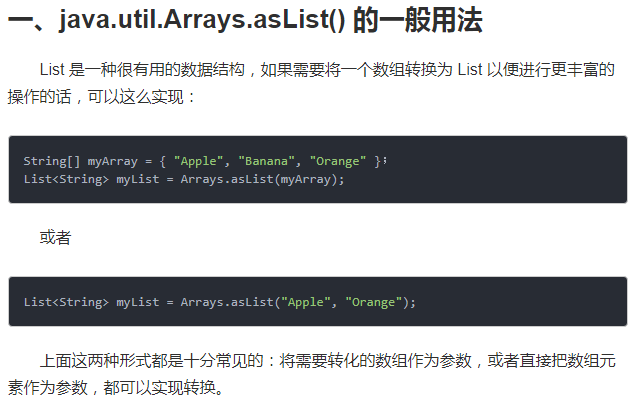 一、java.util.Arrays.asList() 的一般用法
List 是一种很有用的数据结构，如果需要将一个数组转换为 List 以便进行更丰富的
操作的话，可以这么实现：
String[] myArray = { "Apple", "Banana", "Orange" };
List<String> myList = Arrays.asList(myArray);
或者
List<String> myList = Arrays.asList("Apple", "Orange");
上面这两种形式都是十分常见的：将需要转化的数组作为参数，或者直接把数组元
素作为参数，都可以实现转换。